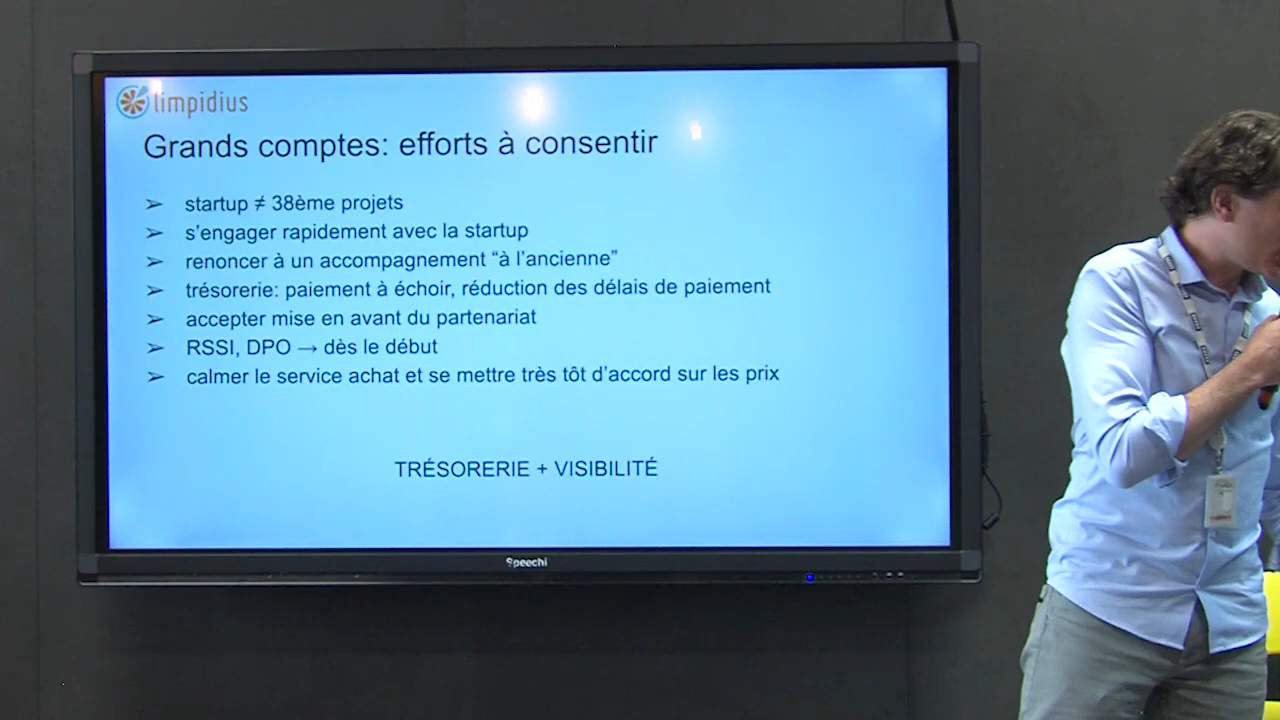 limpidius
Grands comptes: efforts à consentir
➢ startup ≠ 38ème projets
➢ s’engager rapidement avec la startup
➢ renoncer à un accompagnement “à l’ancienne”
➢ trésorerie: paiement à échoir, réduction des délais de paiement
➢ accepter mise en avant du partenariat
➢ RSSI, DPO → dès le début
➢ calmer le service achat et se mettre très tôt d’accord sur les prix
TRÉSORERIE + VISIBILITÉ
Speechi